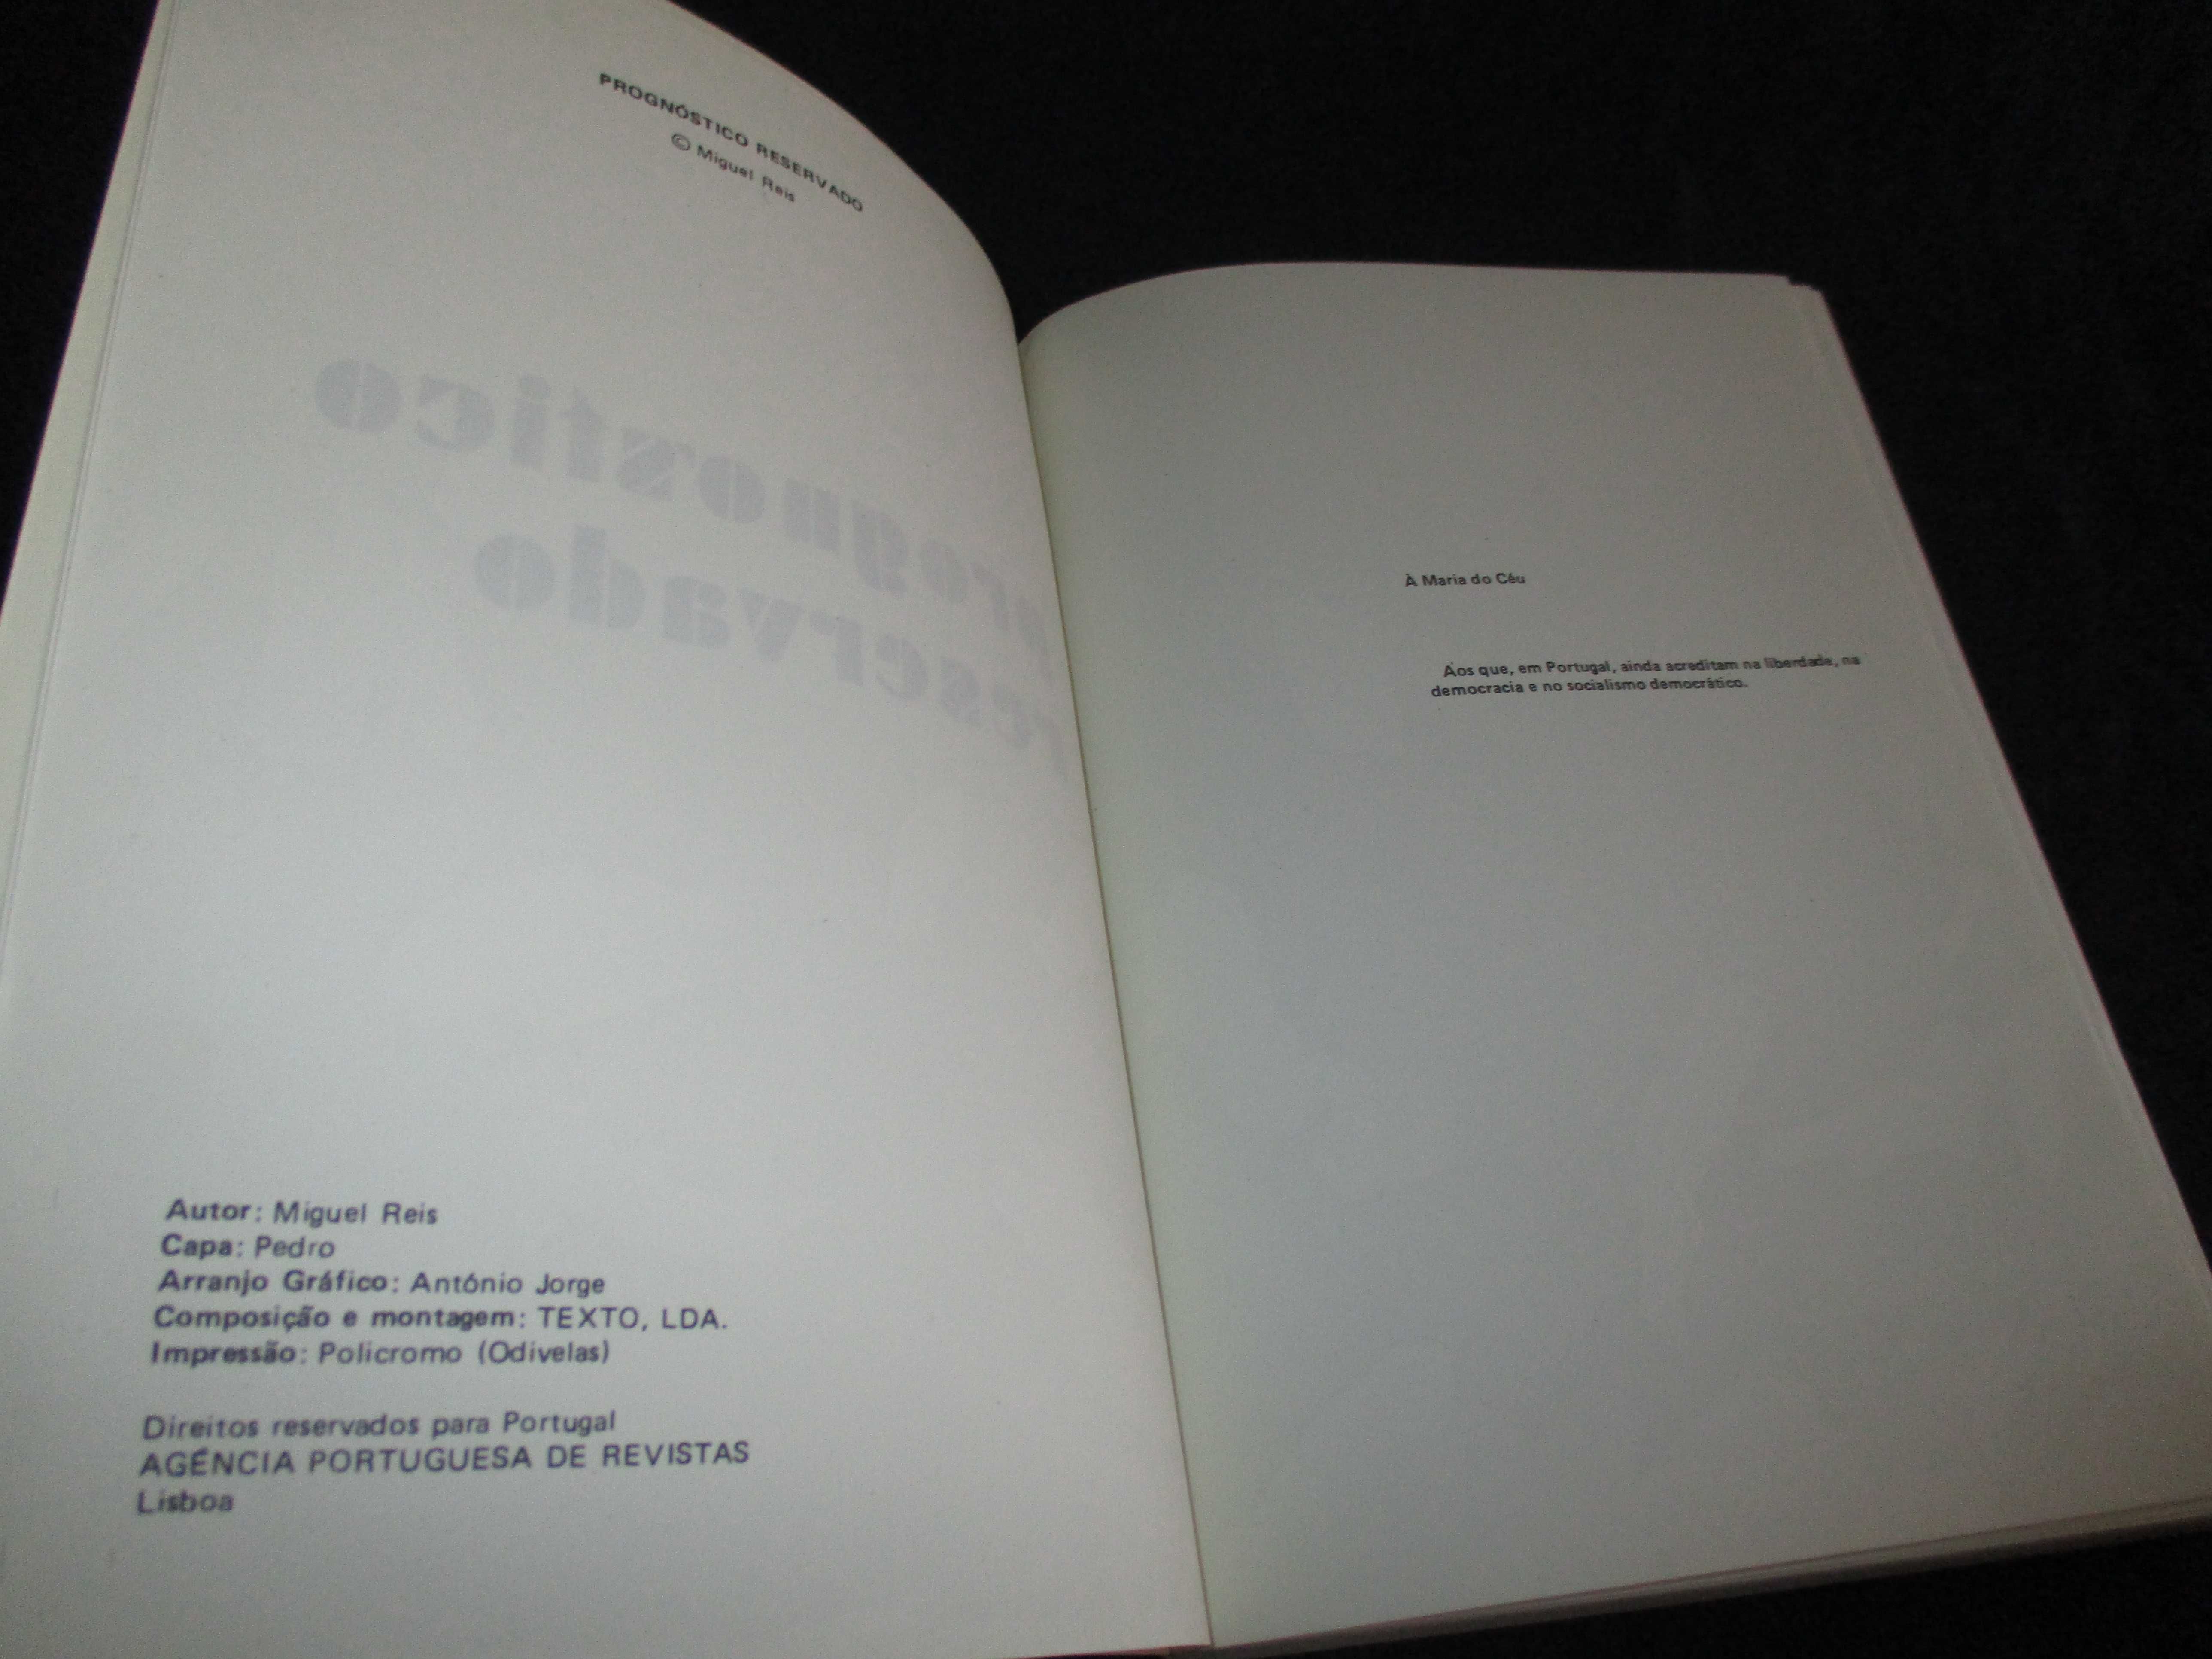 PROGNÓSTICO RESERVADO
© Miguel Reis
prognostico
reservado
Autor: Miguel Reis
Capa: Pedro
Arranjo Gráfico: António Jorge
Composição e montagem: TEXTO, LDA.
Impressão: Policromo (Odivelas)
Direitos reservados para Portugal
AGÊNCIA PORTUGUESA DE REVISTAS
Lisboa
À Maria do Céu
Aos que, em Portugal, ainda acreditam na liberdade, na
democracia e no socialismo democrático.